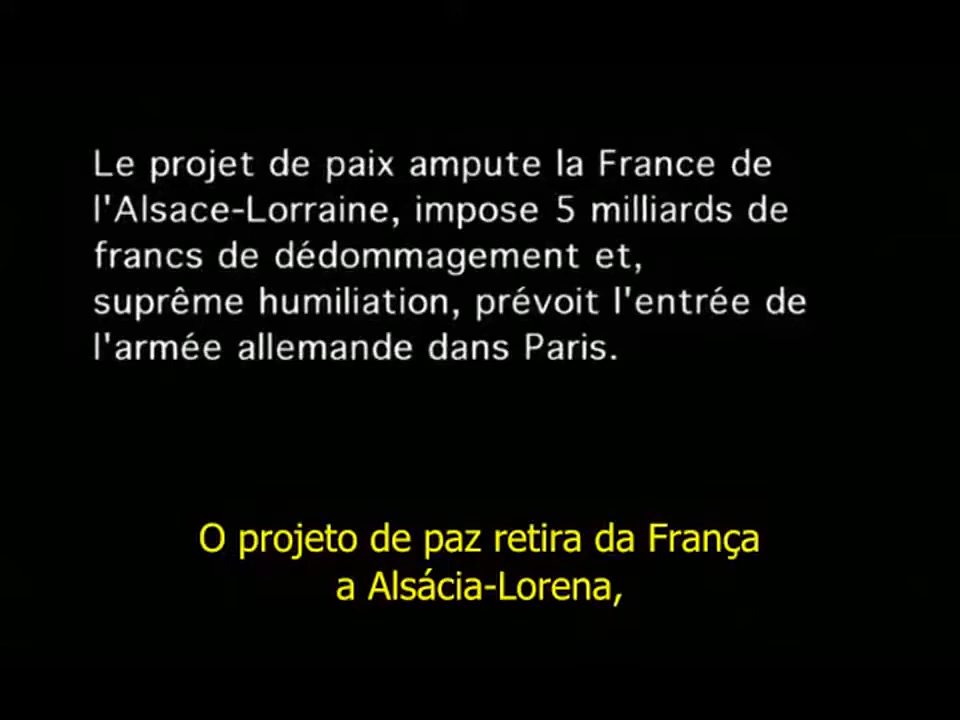 Le projet de paix ampute la France de
l'Alsace-Lorraine, impose 5 milliards de
francs de dédommagement et,
suprême humiliation, prévoit l'entrée de
l'armée allemande dans Paris.
O projeto de paz retira da França
a Alsácia-Lorena,